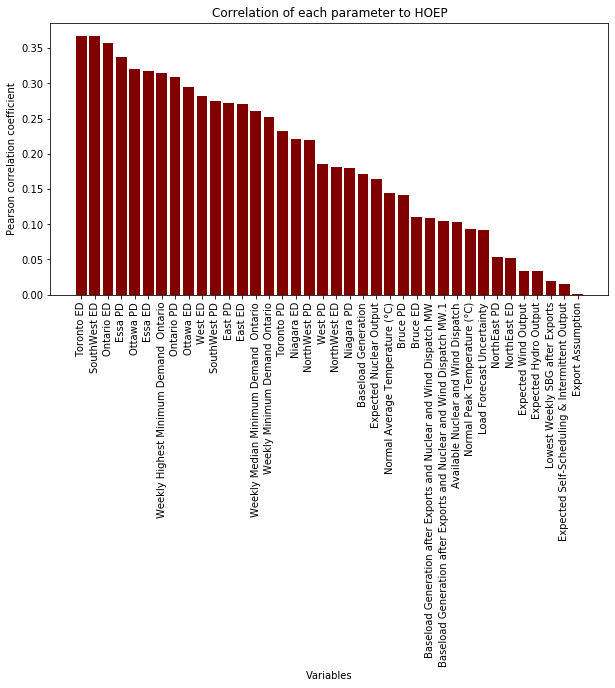 Correlation of each parameter to HOEP
Pearson correlation coefficient
0.35
0.30
0.25
0.20
0.15
0.10
0.05
0.00
Toronto ED
SouthWest ED
Ontario ED
Essa PD
Ottawa PD
Essa ED
Weekly Highest Minimum Demand  Ontario
Ontario PD
Ottawa ED
West ED
SouthWest PD
East PD
East ED
Weekly Median Minimum Demand  Ontario
Weekly Minimum Demand Ontario
Toronto PD
Niagara ED
NorthWest PD
West PD
NorthWest ED
Niagara PD
Baseload Generation
Expected Nuclear Output
Normal Average Temperature (°C)
Bruce PD
Bruce ED
Baseload Generation after Exports and Nuclear and Wind Dispatch MW
Baseload Generation after Exports and Nuclear and Wind Dispatch MW.1
Available Nuclear and Wind Dispatch
Normal Peak Temperature (°C)
Load Forecast Uncertainty
NorthEast PD
NorthEast ED
Expected Wind Output
Expected Hydro Output
Lowest Weekly SBG after Exports
Expected Self-Scheduling & Intermittent Output
Export Assumption
Variables